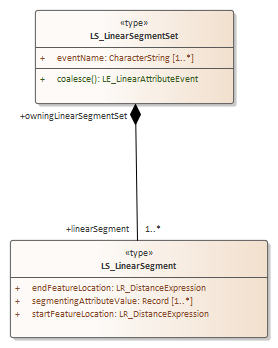 «type»
LS_LinearSegmentSet
+ eventName: CharacterString [1..*]
+ coalesce(): LE_LinearAttributeEvent
+owningLinearSegmentSet
+linearSegment 1..*
«type»
LS_LinearSegment
+ endFeatureLocation: LR_DistanceExpression
+ segmentingAttributeValue: Record [1..*]
+ startFeatureLocation: LR_DistanceExpression